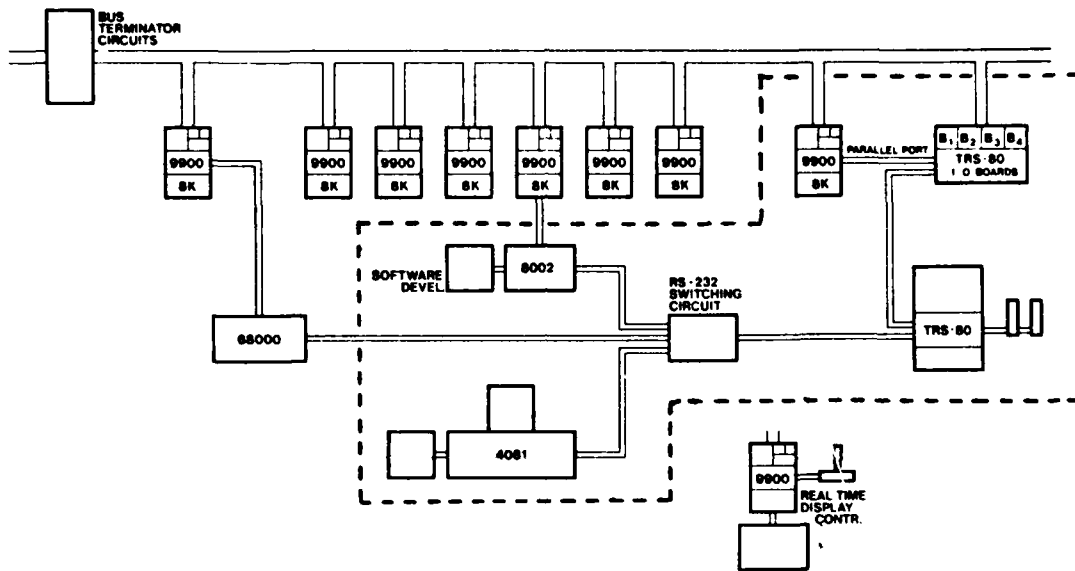 BUS
TERMINATOR
CIRCUITS
9900
8K
9900
8K
9900
8K
9900
8K
9900
8K
9900
8K
9900
8K
9900
8K
PARALLEL PORT
B1 B2 B3 B4
TRS-80
I O BOARDS
SOFTWARE
DEVEL.
8002
RS-232
SWITCHING
CIRCUIT
68000
TRS-80
4081
9900
REAL TIME
DISPLAY
CONTR.